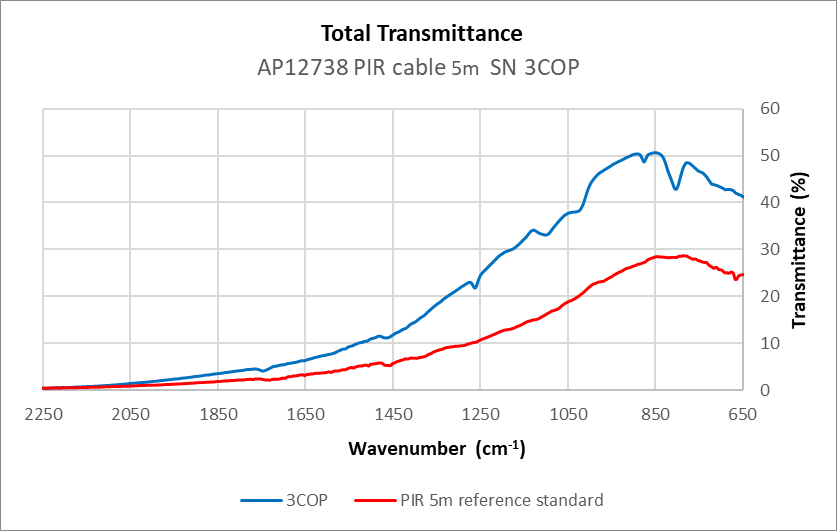 Total Transmittance
AP12738 PIR cable 5m SN 3COP
60
50
40
30
20
10
0
Transmittance (%)
2250 2050 1850 1650 1450 1250 1050 850 650
Wavenumber (cm⁻¹)
3COP PIR 5m reference standard